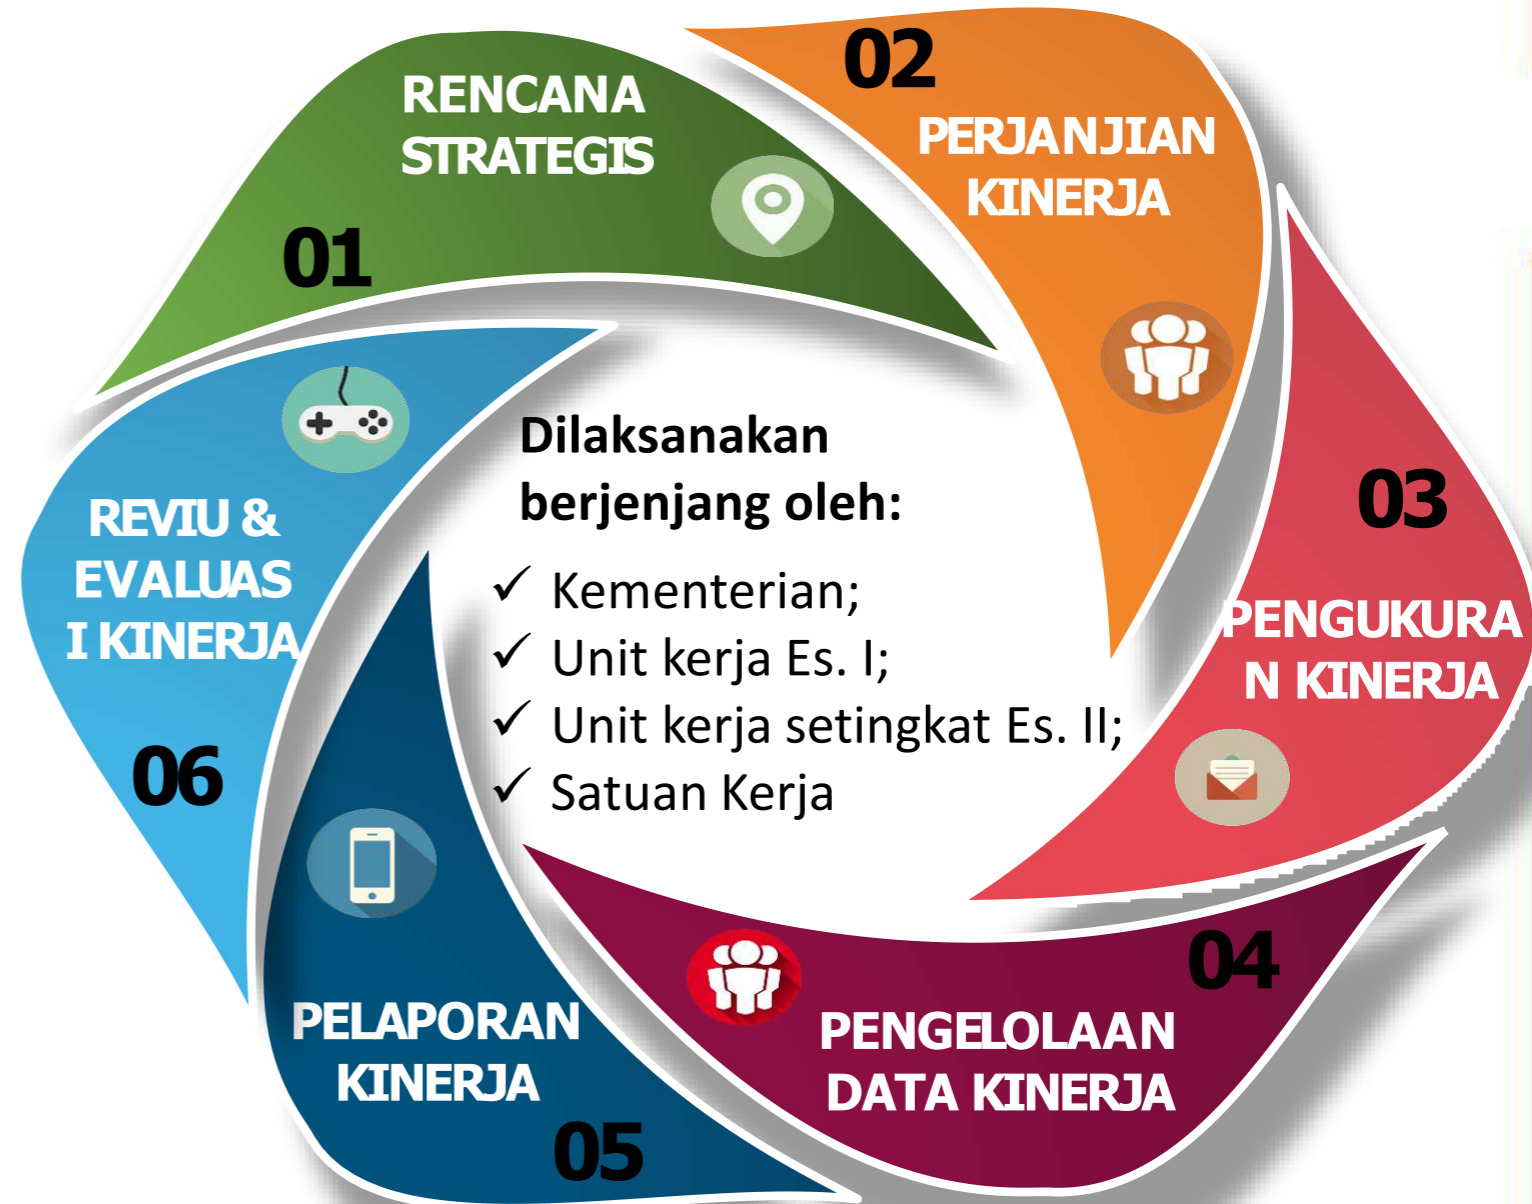 01
RENCANA
STRATEGIS
02
PERJANJIAN
KINERJA
03
PENGUKURA
N KINERJA
04
PENGELOLAAN
DATA KINERJA
05
PELAPORAN
KINERJA
06
REVIU &
EVALUAS
I KINERJA
Dilaksanakan
berjenjang oleh:
✓ Kementerian;
✓ Unit kerja Es. I;
✓ Unit kerja setingkat Es. II;
✓ Satuan Kerja